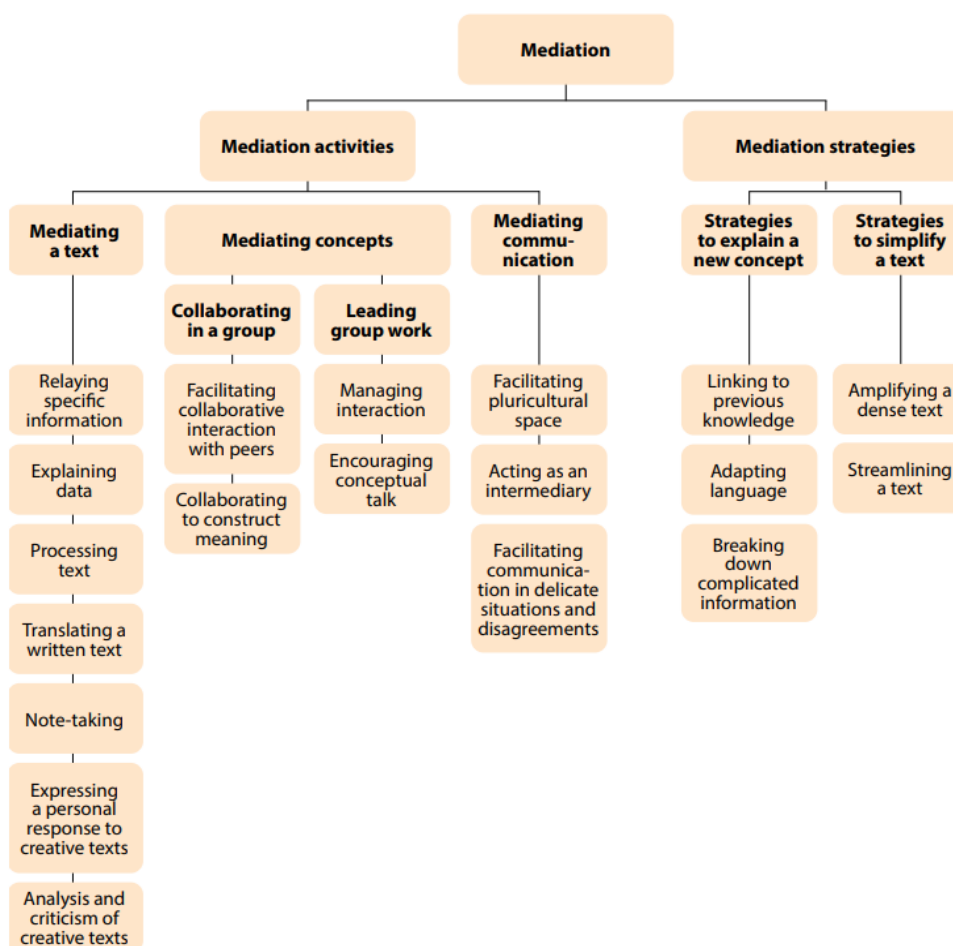 Mediation
Mediation activities
Mediation strategies
Mediating
a text
Mediating concepts
Mediating
commu-
nication
Strategies
to explain a
new concept
Strategies
to simplify
a text
Collaborating
in a group
Leading
group work
Relaying
specific
information
Explaining
data
Processing
text
Translating a
written text
Note-taking
Expressing
a personal
response to
creative texts
Analysis and
criticism of
creative texts
Facilitating
collaborative
interaction
with peers
Collaborating
to construct
meaning
Managing
interaction
Encouraging
conceptual
talk
Facilitating
pluricultural
space
Acting as an
intermediary
Facilitating
communica-
tion in delicate
situations and
disagreements
Linking to
previous
knowledge
Adapting
language
Breaking
down
complicated
information
Amplifying a
dense text
Streamlining
a text